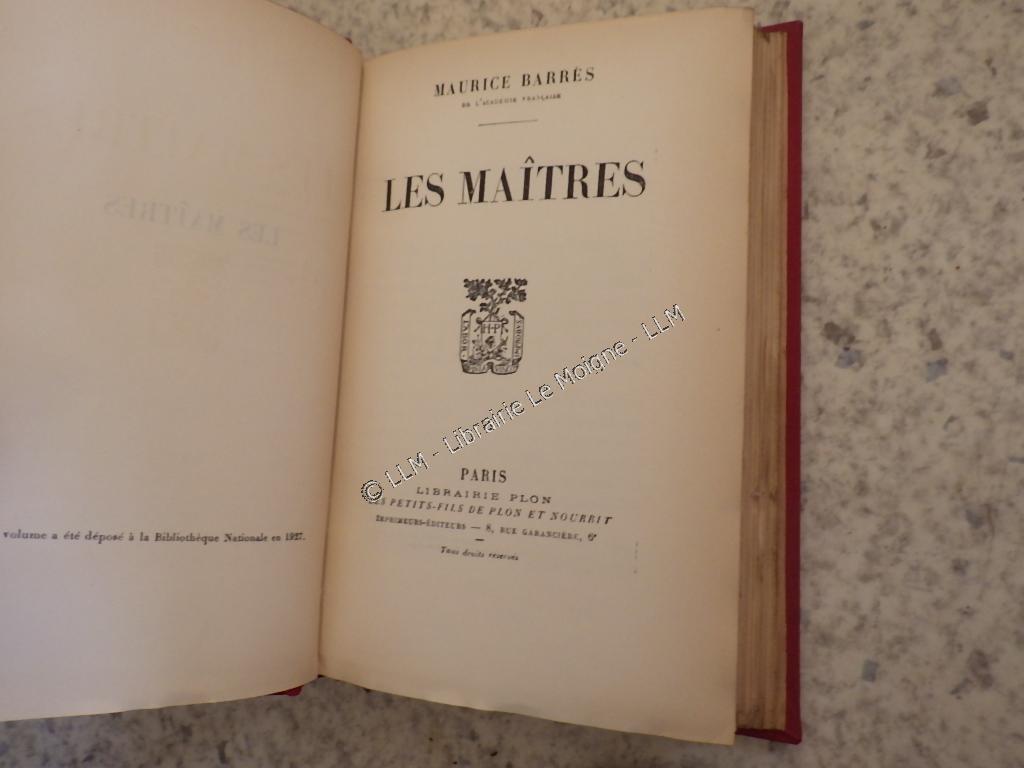 volume a été déposé à la Bibliothèque Nationale en 1927.
MAURICE BARRÈS
DE L'ACADÉMIE FRANÇAISE
LES MAÎTRES
LABOR
H P
PARIS
LIBRAIRIE PLON
LES PETITS-FILS DE PLON ET NOURRIT
IMPRIMEURS-ÉDITEURS — 8, RUE GARANCIÈRE, 6e
Tous droits réservés
© LLM - Librairie Le Moigne - LLM